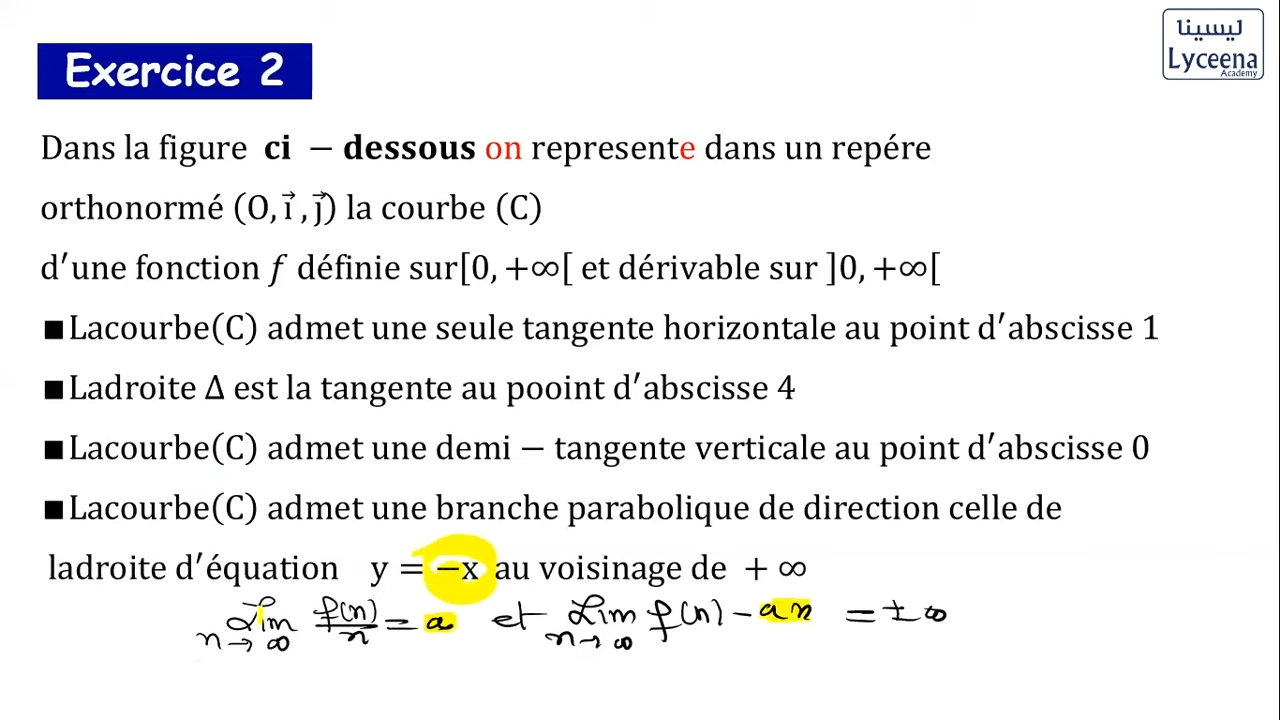 ليسينا
Lyceena
Academy
Exercice 2
Dans la figure ci − dessous on represente dans un repére
orthonormé (O, i⃗ , j⃗) la courbe (C)
d′une fonction f définie sur[0, +∞[ et dérivable sur ]0, +∞[
■Lacourbe(C) admet une seule tangente horizontale au point d′abscisse 1
■Ladroite Δ est la tangente au pooint d′abscisse 4
■Lacourbe(C) admet une demi − tangente verticale au point d′abscisse 0
■Lacourbe(C) admet une branche parabolique de direction celle de
ladroite d′équation y = −x au voisinage de + ∞
Lim n→∞ f(n)/n = a et Lim n→∞ f(n) − an = ±∞